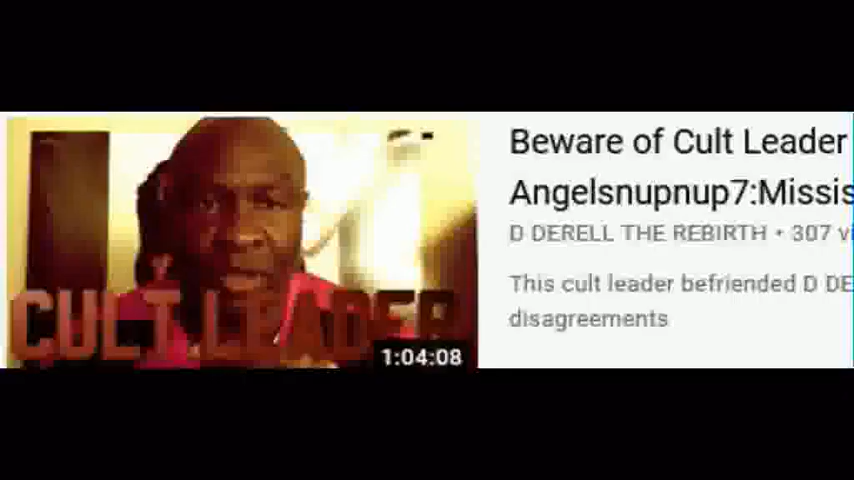 CULT LEADER
1:04:08
Beware of Cult Leader
Angelsnupnup7:Missis
D DERELL THE REBIRTH • 307 vi
This cult leader befriended D DE
disagreements